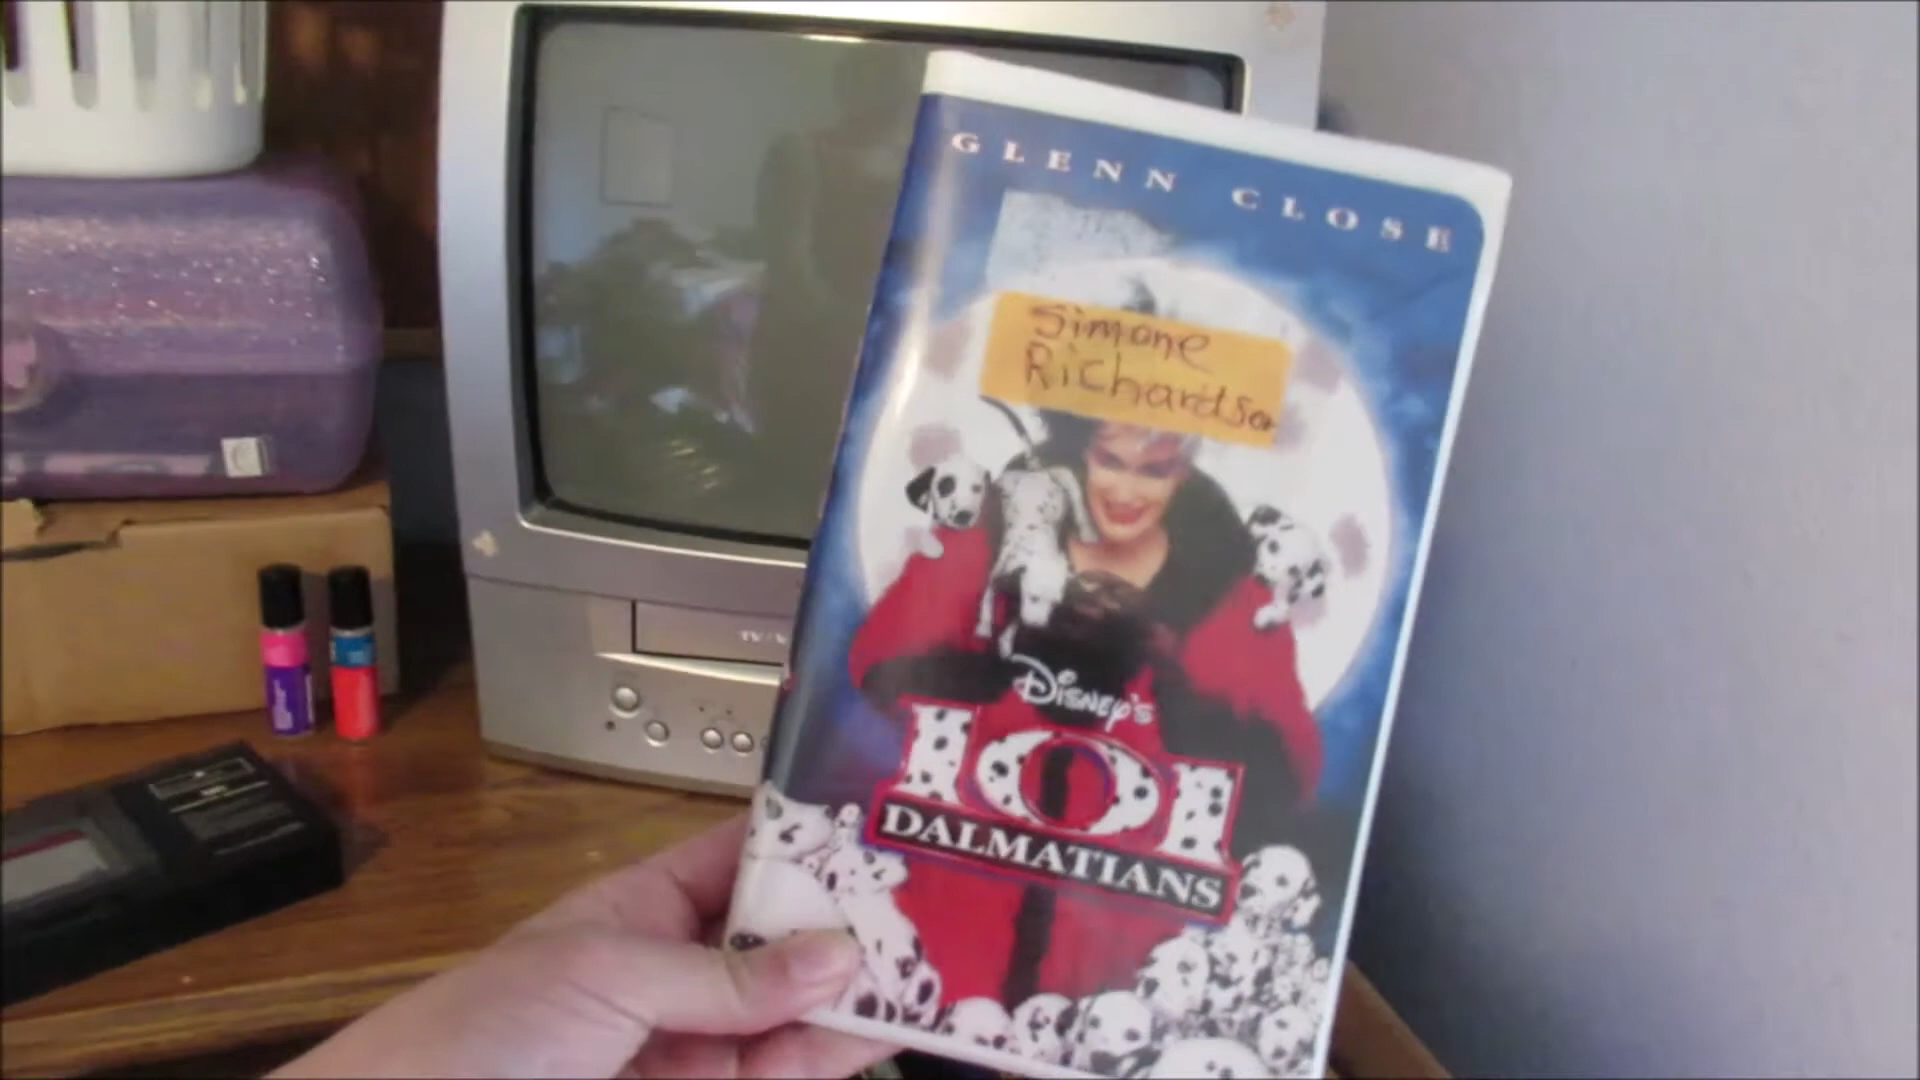 GLENN CLOSE
Simone
Richardson
DISNEY'S
101
DALMATIANS